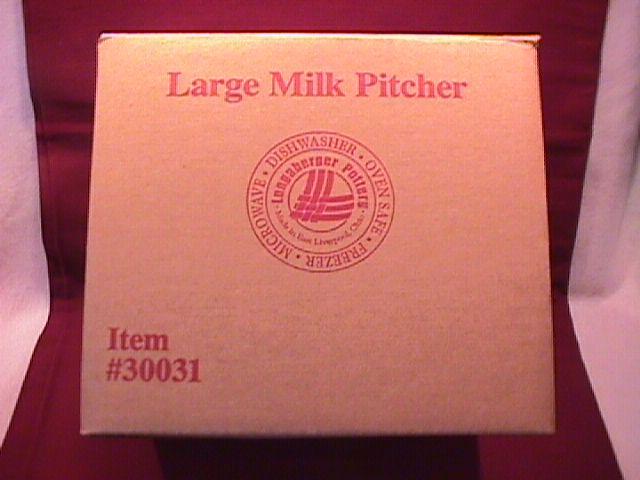 Large Milk Pitcher
MICROWAVE • DISHWASHER • OVEN SAFE • FREEZER •
Longaberger Pottery
Made in East Liverpool, Ohio
Item
#30031